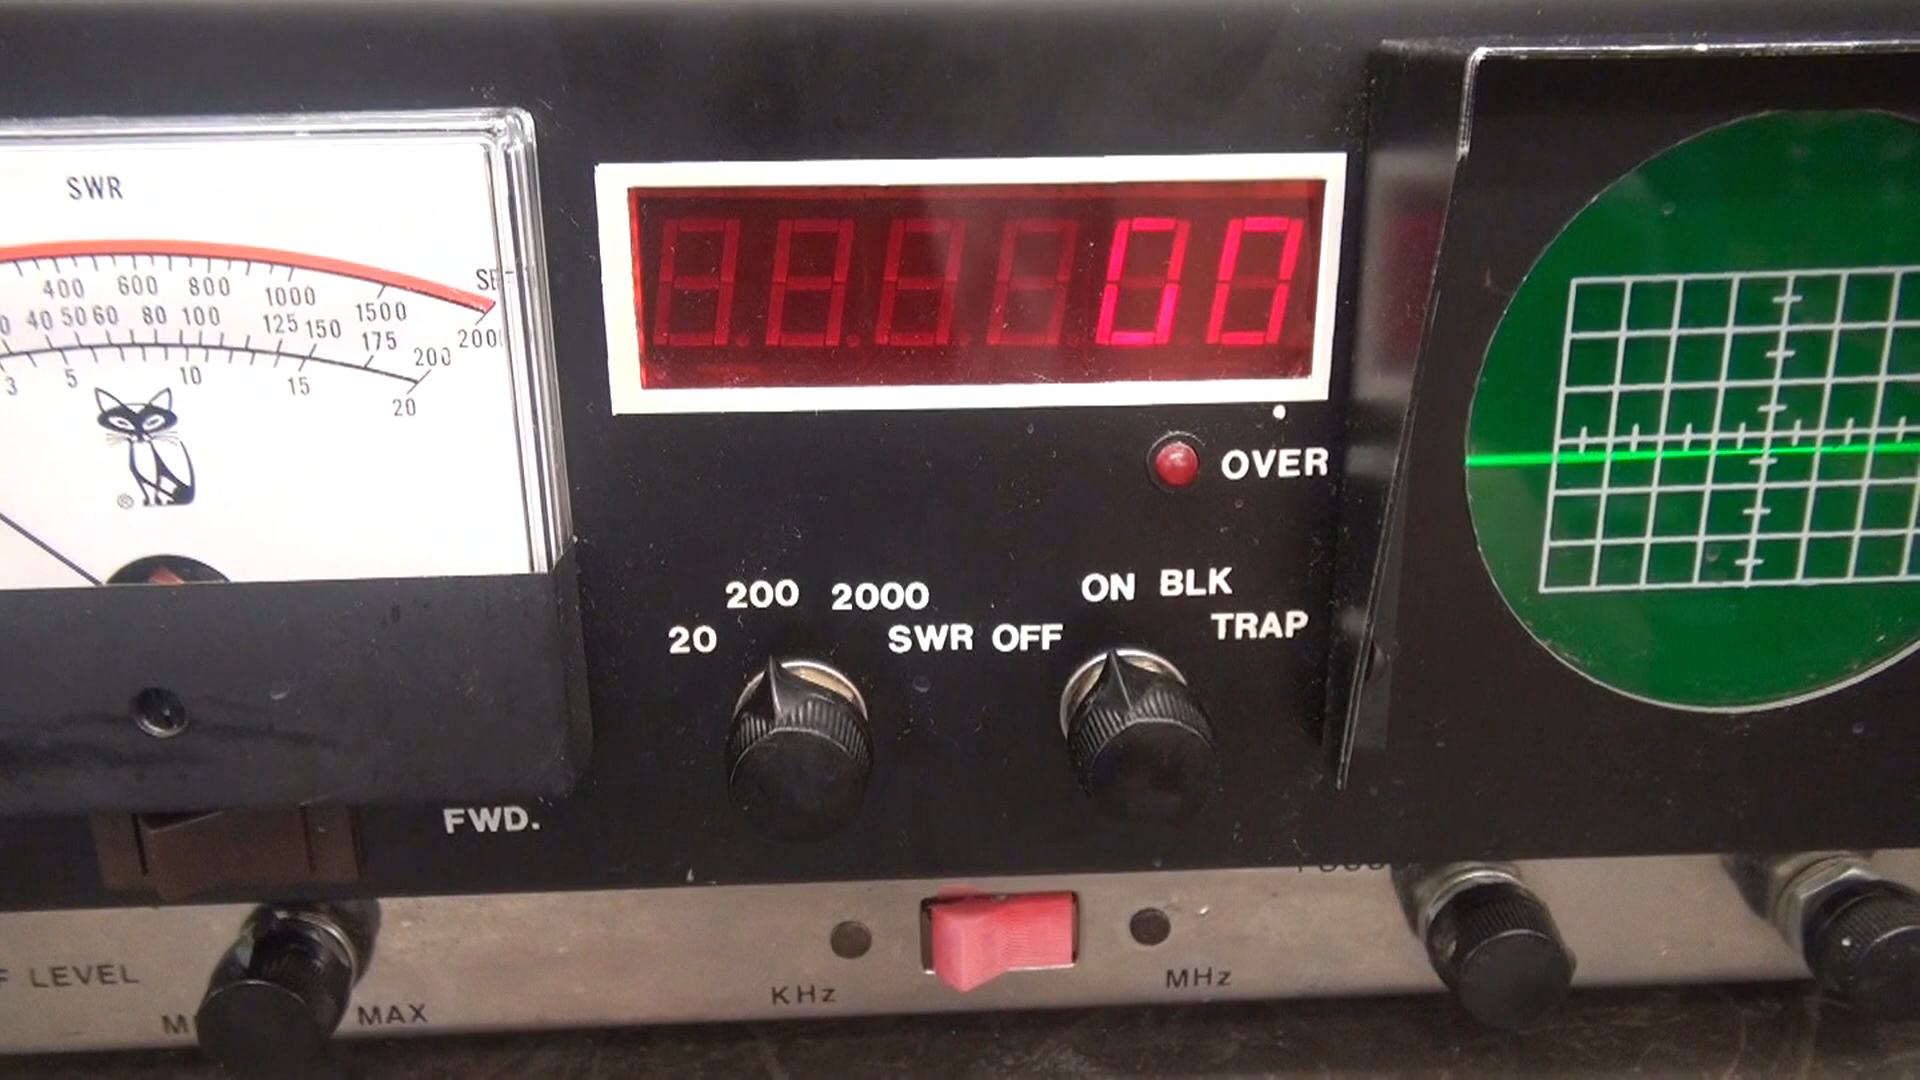 SWR
400 600 800 1000 1500 200
40 50 60 80 100 125 150 175 200
3 5 10 15 20
®
00
OVER
20 200 2000 SWR
OFF ON BLK TRAP
FWD.
LEVEL
MAX
KHz
MHz